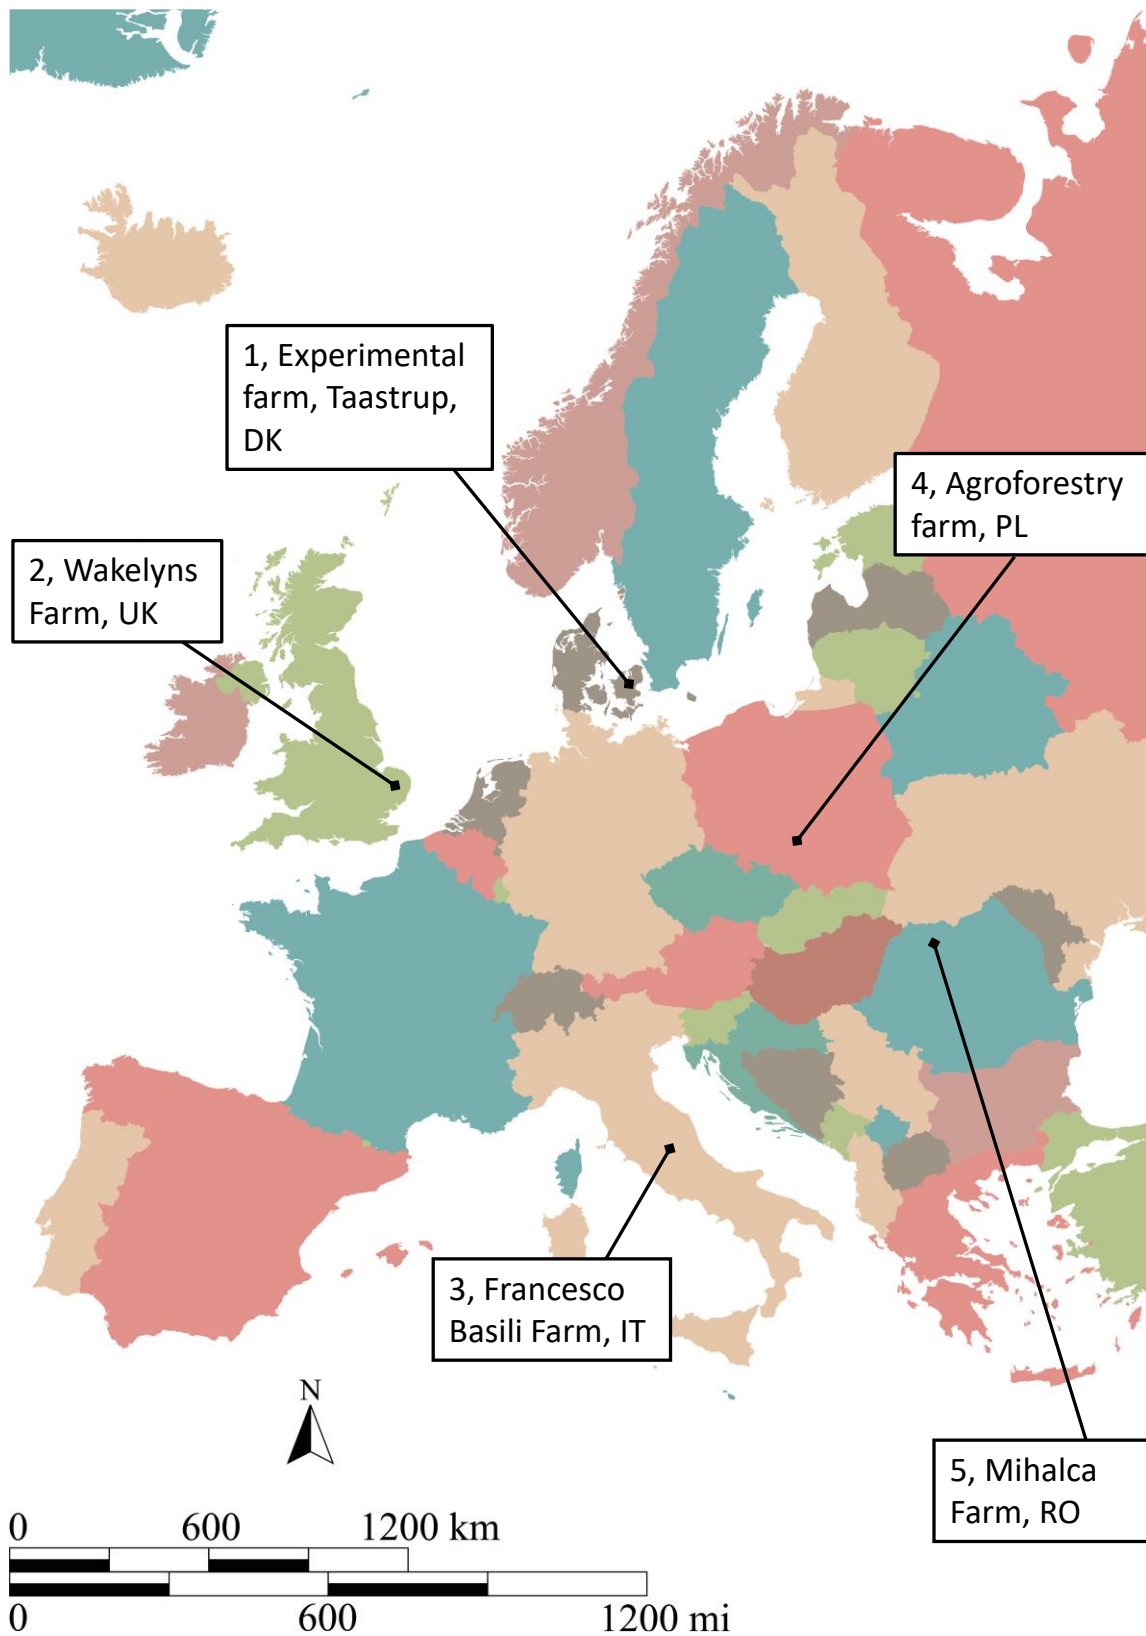 1, Experimental
farm, Taastrup,
DK
4, Agroforestry
farm, PL
2, Wakelyns
Farm, UK
3, Francesco
Basili Farm, IT
N
5, Mihalca
Farm, RO
0 600 1200 km
0 600 1200 mi